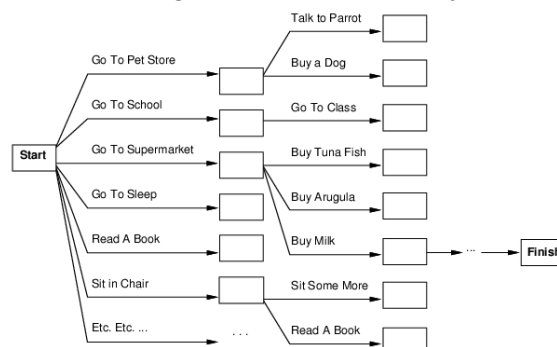 Talk to Parrot
Go To Pet Store
Buy a Dog
Go To School
Go To Class
Start
Go To Supermarket
Buy Tuna Fish
Go To Sleep
Buy Arugula
Read A Book
Buy Milk
...
Finish
Sit in Chair
Sit Some More
Etc. Etc. ...
. . .
Read A Book